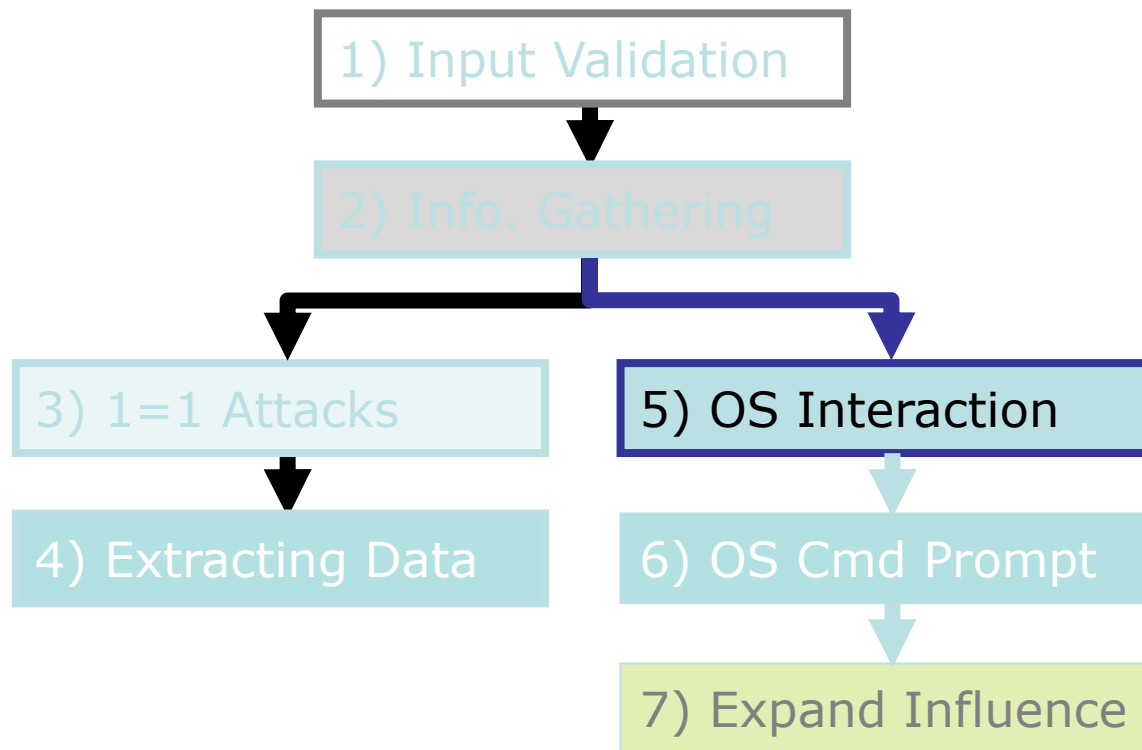 1) Input Validation
2) Info. Gathering
3) 1=1 Attacks
5) OS Interaction
4) Extracting Data
6) OS Cmd Prompt
7) Expand Influence